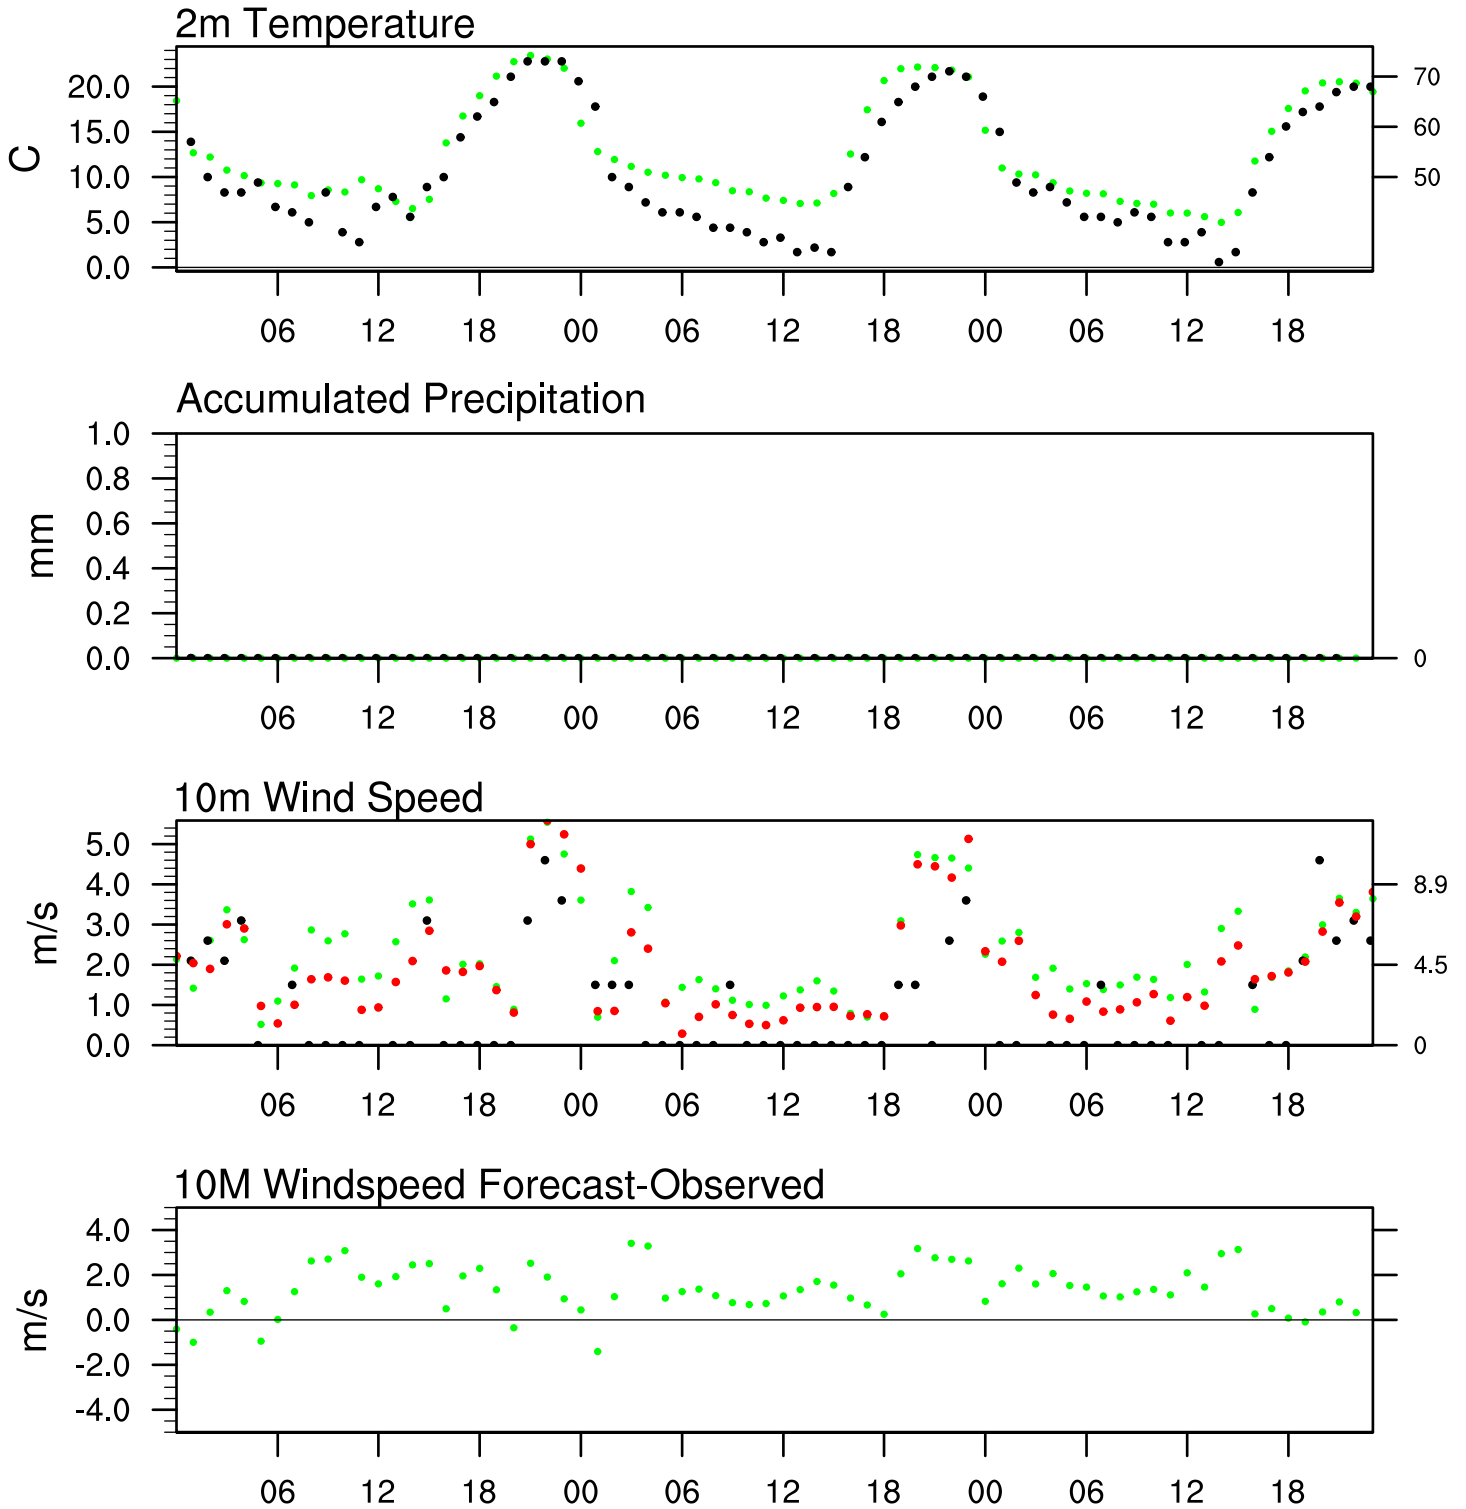 2m Temperature
20.0
15.0
10.0
5.0
0.0
C
70
60
50
06 12 18 00 06 12 18 00 06 12 18
Accumulated Precipitation
1.0
0.8
0.6
0.4
0.2
0.0
mm
0
06 12 18 00 06 12 18 00 06 12 18
10m Wind Speed
5.0
4.0
3.0
2.0
1.0
0.0
m/s
8.9
4.5
0
06 12 18 00 06 12 18 00 06 12 18
10M Windspeed Forecast-Observed
4.0
2.0
0.0
-2.0
-4.0
m/s
06 12 18 00 06 12 18 00 06 12 18